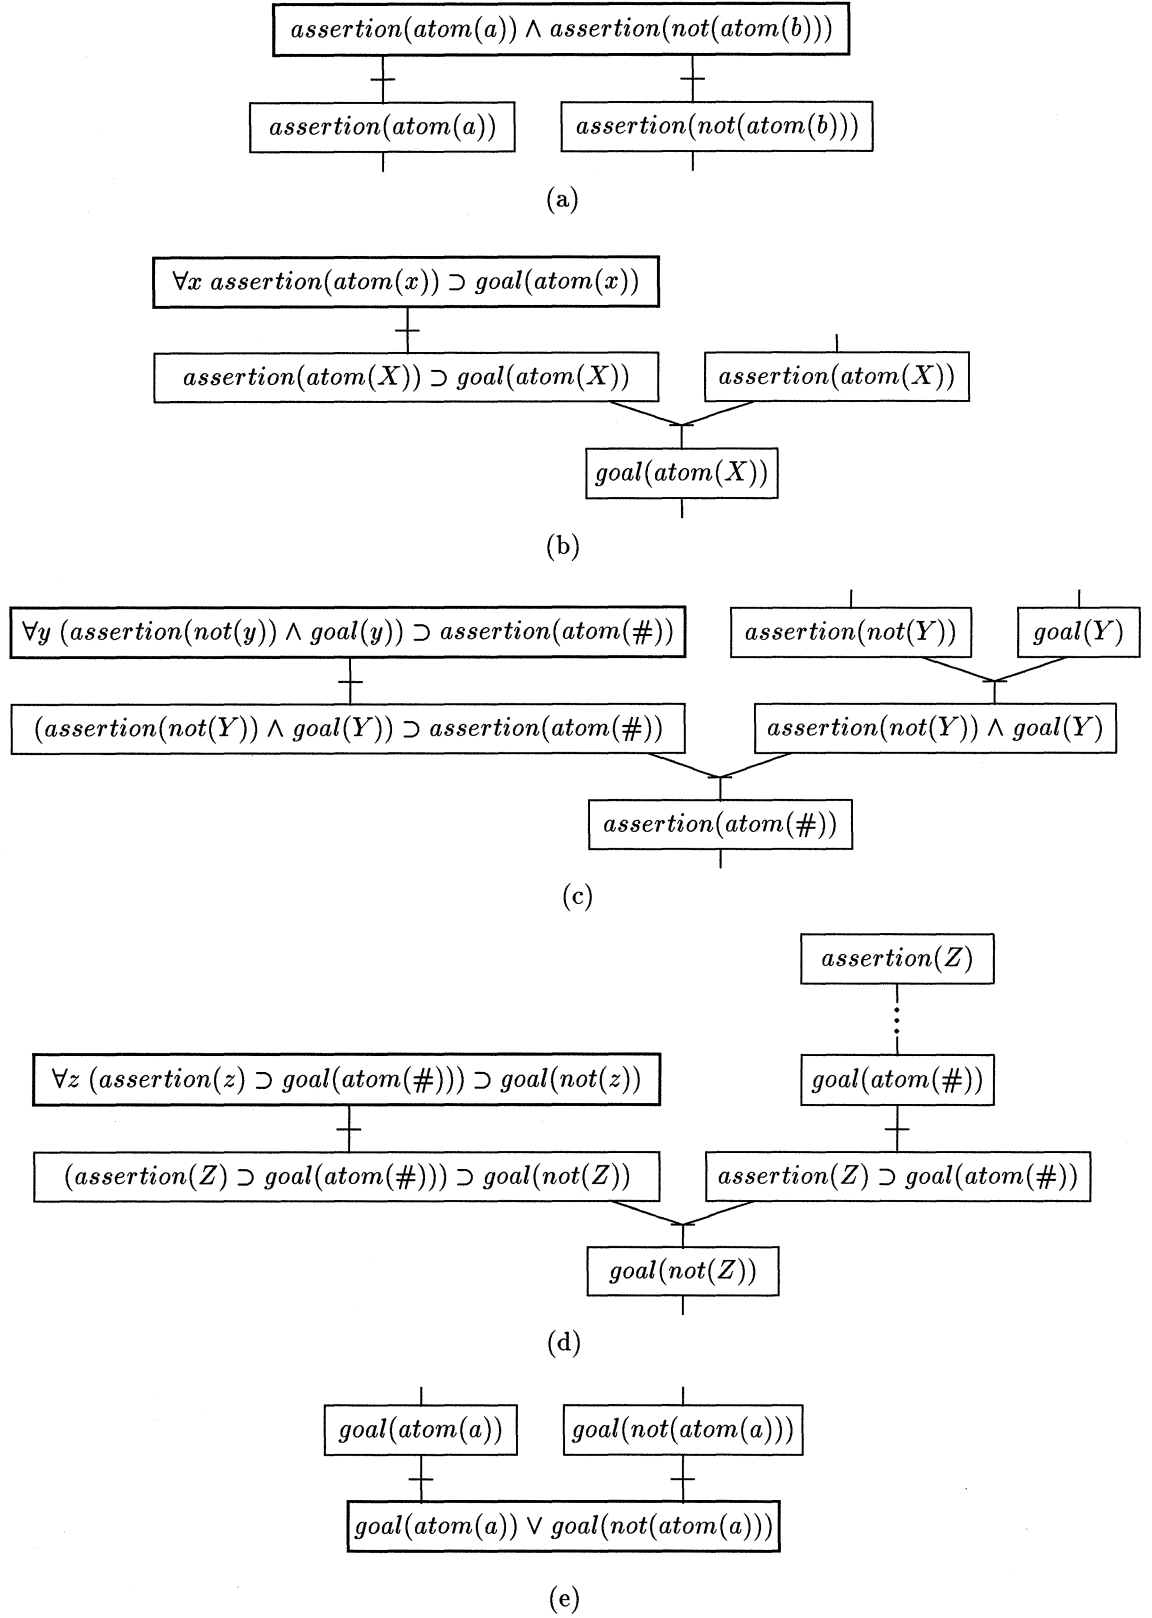 assertion(atom(a)) ∧ assertion(not(atom(b)))
assertion(atom(a)) assertion(not(atom(b)))
(a)
∀x assertion(atom(x)) ⊃ goal(atom(x))
assertion(atom(X)) ⊃ goal(atom(X)) assertion(atom(X))
goal(atom(X))
(b)
∀y (assertion(not(y)) ∧ goal(y)) ⊃ assertion(atom(#)) assertion(not(Y)) goal(Y)
(assertion(not(Y)) ∧ goal(Y)) ⊃ assertion(atom(#)) assertion(not(Y)) ∧ goal(Y)
assertion(atom(#))
(c)
assertion(Z)
∀z (assertion(z) ⊃ goal(atom(#))) ⊃ goal(not(z)) goal(atom(#))
(assertion(Z) ⊃ goal(atom(#))) ⊃ goal(not(Z)) assertion(Z) ⊃ goal(atom(#))
goal(not(Z))
(d)
goal(atom(a)) goal(not(atom(a)))
goal(atom(a)) ∨ goal(not(atom(a)))
(e)